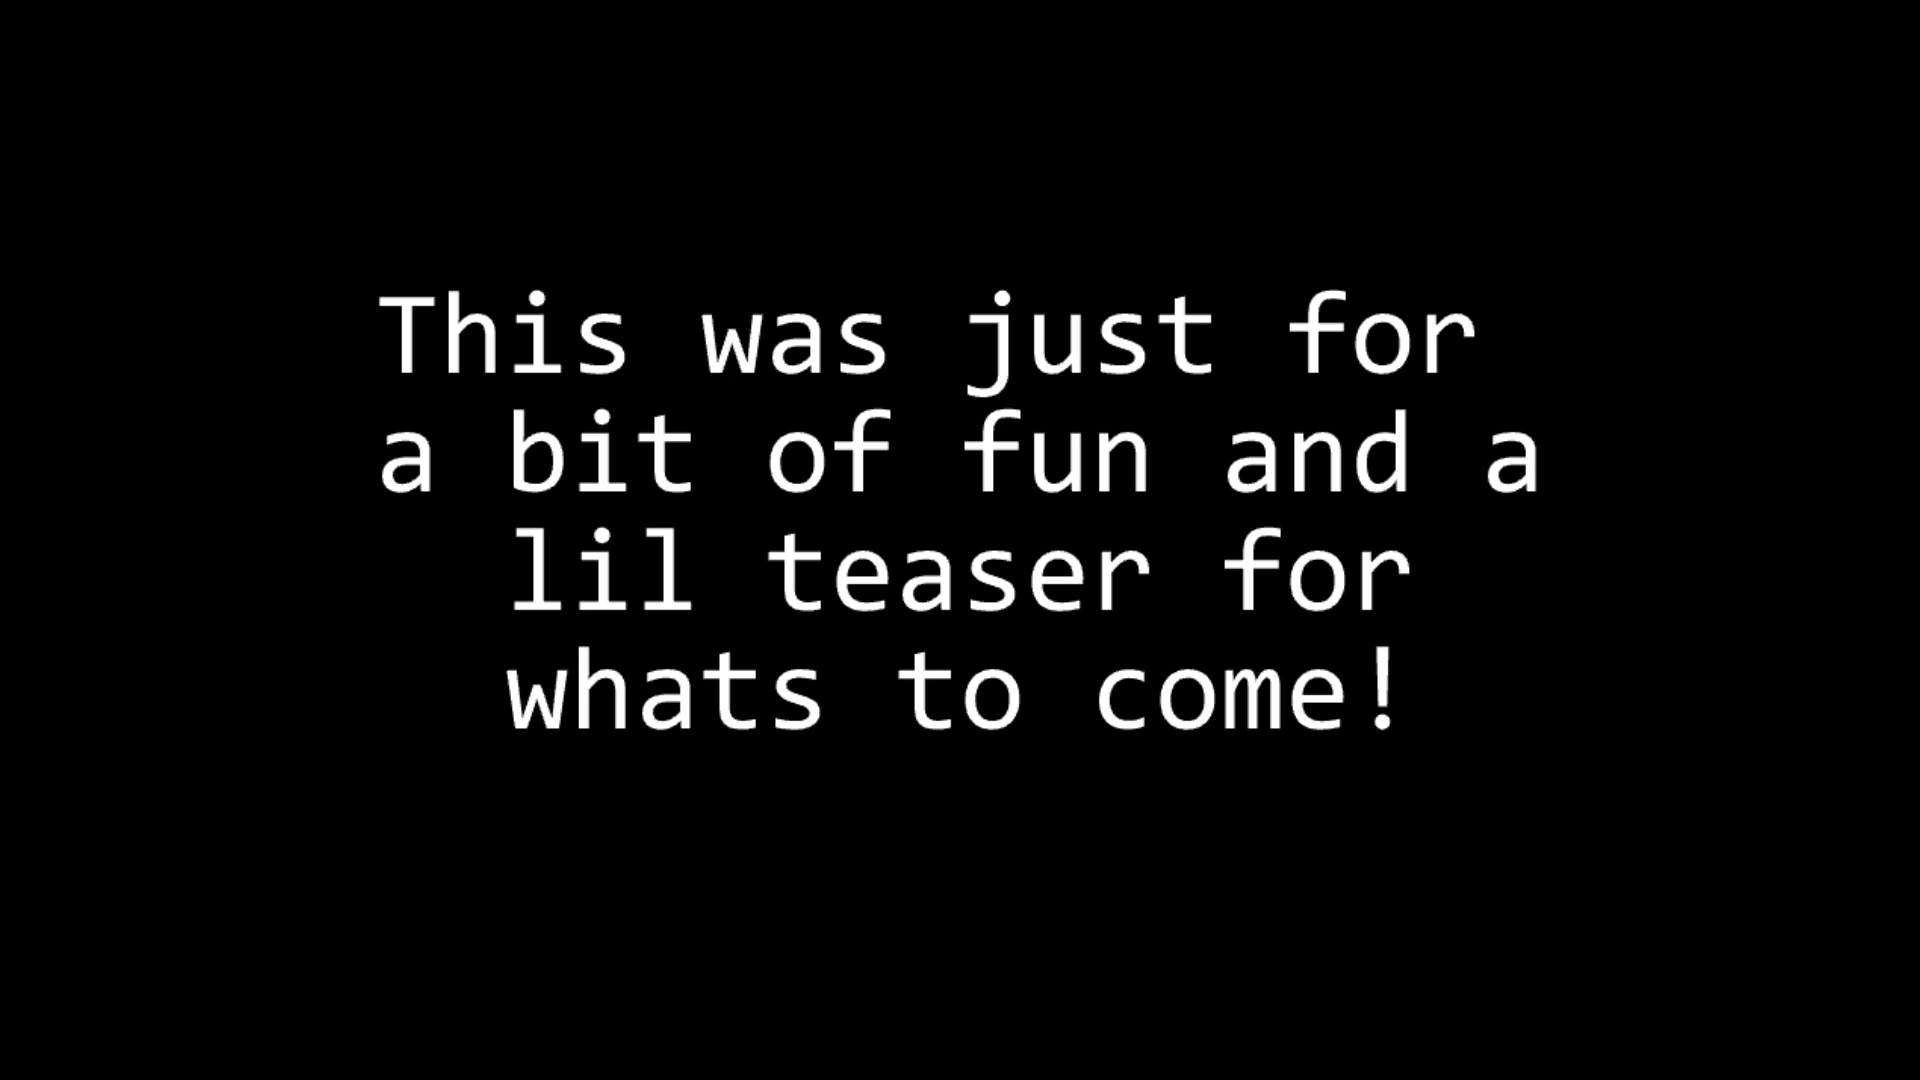 This was just for
a bit of fun and a
lil teaser for
whats to come!